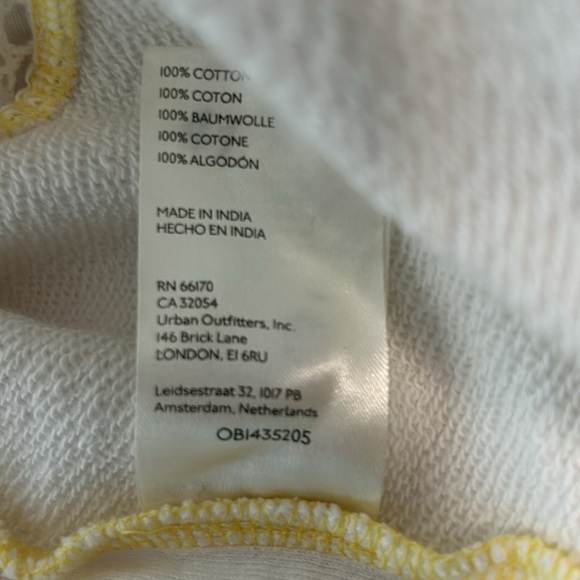 100% COTTON
100% COTON
100% BAUMWOLLE
100% COTONE
100% ALGODÓN
MADE IN INDIA
HECHO EN INDIA
RN 66170
CA 32054
Urban Outfitters, Inc.
146 Brick Lane
LONDON, E1 6RU
Leidsestraat 32, 1017 PB
Amsterdam, Netherlands
OB1435205